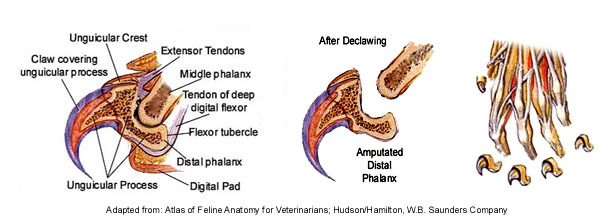 Unguicular Crest
Extensor Tendons
Claw covering
unguicular process
Middle phalanx
Tendon of deep
digital flexor
Flexor tubercle
Distal phalanx
Unguicular Process
Digital Pad
After Declawing
Amputated
Distal
Phalanx
Adapted from: Atlas of Feline Anatomy for Veterinarians; Hudson/Hamilton, W.B. Saunders Company